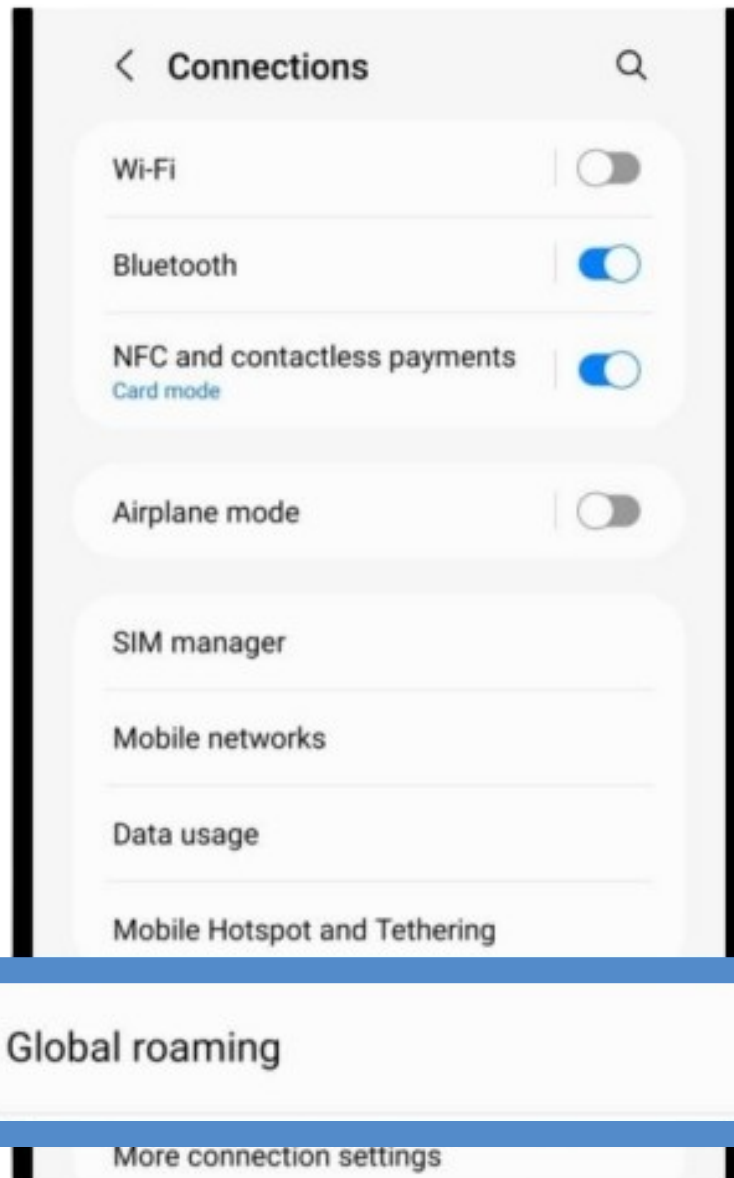 Connections
Wi-Fi
Bluetooth
NFC and contactless payments
Card mode
Airplane mode
SIM manager
Mobile networks
Data usage
Mobile Hotspot and Tethering
Global roaming
More connection settings